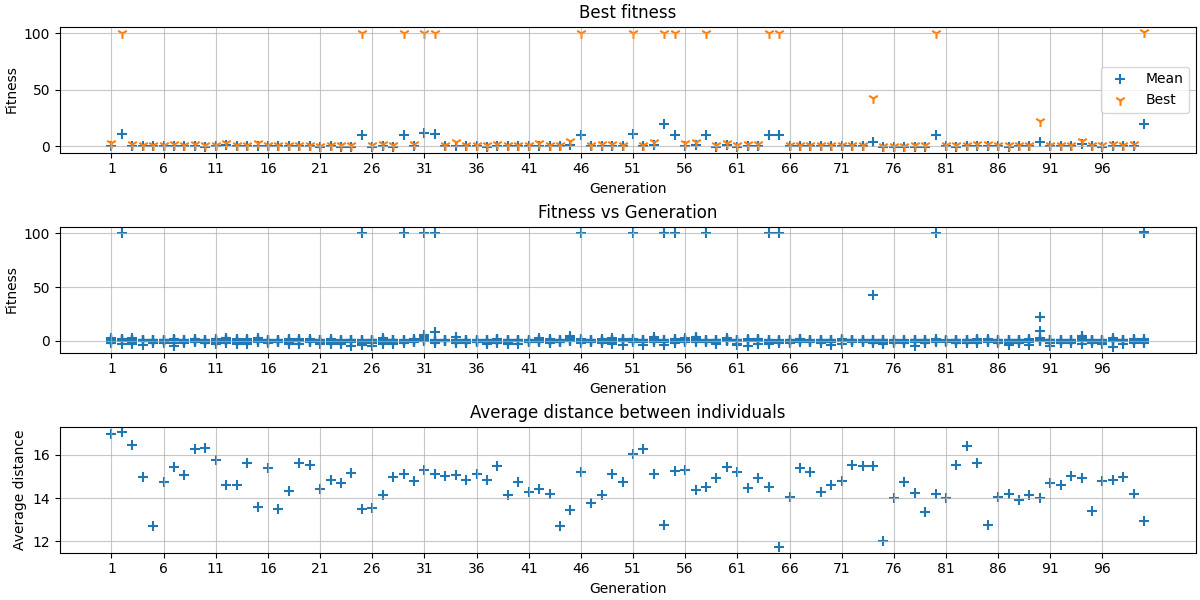 Best fitness
100
50
0
Fitness
Mean
Best
1 6 11 16 21 26 31 36 41 46 51 56 61 66 71 76 81 86 91 96
Generation
Fitness vs Generation
100
50
0
Fitness
1 6 11 16 21 26 31 36 41 46 51 56 61 66 71 76 81 86 91 96
Generation
Average distance between individuals
16
14
12
Average distance
1 6 11 16 21 26 31 36 41 46 51 56 61 66 71 76 81 86 91 96
Generation